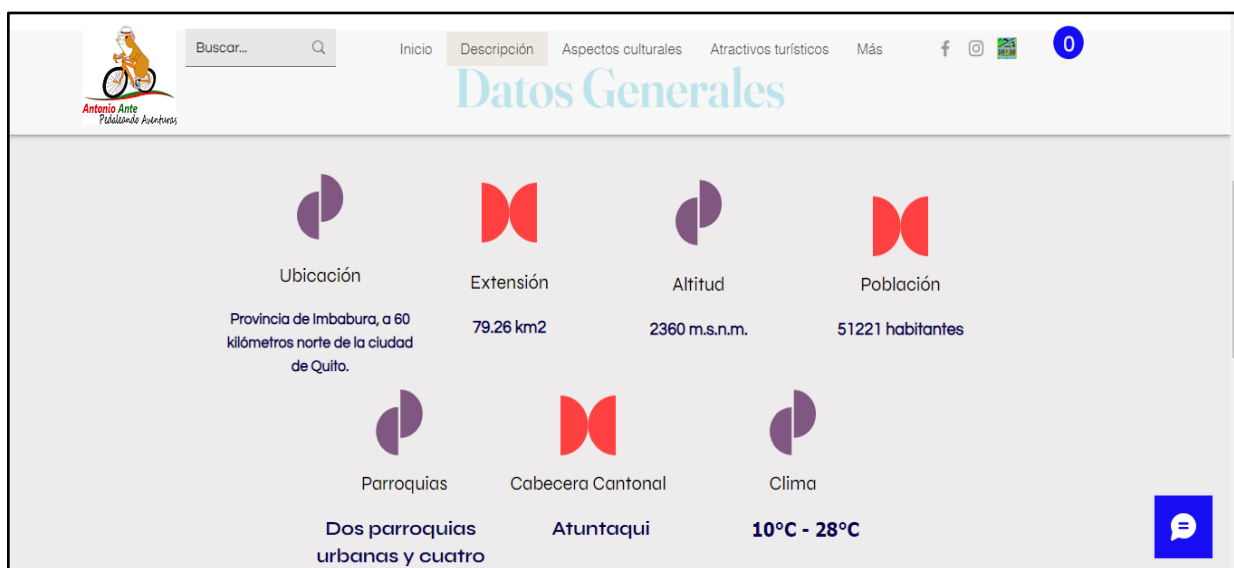 Antonio Ante
Pedaleando Aventuras
Buscar...
Inicio
Descripción
Aspectos culturales
Atractivos turísticos
Más
0
Datos Generales
Ubicación
Provincia de Imbabura, a 60
kilómetros norte de la ciudad
de Quito.
Extensión
79.26 km2
Altitud
2360 m.s.n.m.
Población
51221 habitantes
Parroquias
Dos parroquias
urbanas y cuatro
Cabecera Cantonal
Atuntaqui
Clima
10°C - 28°C